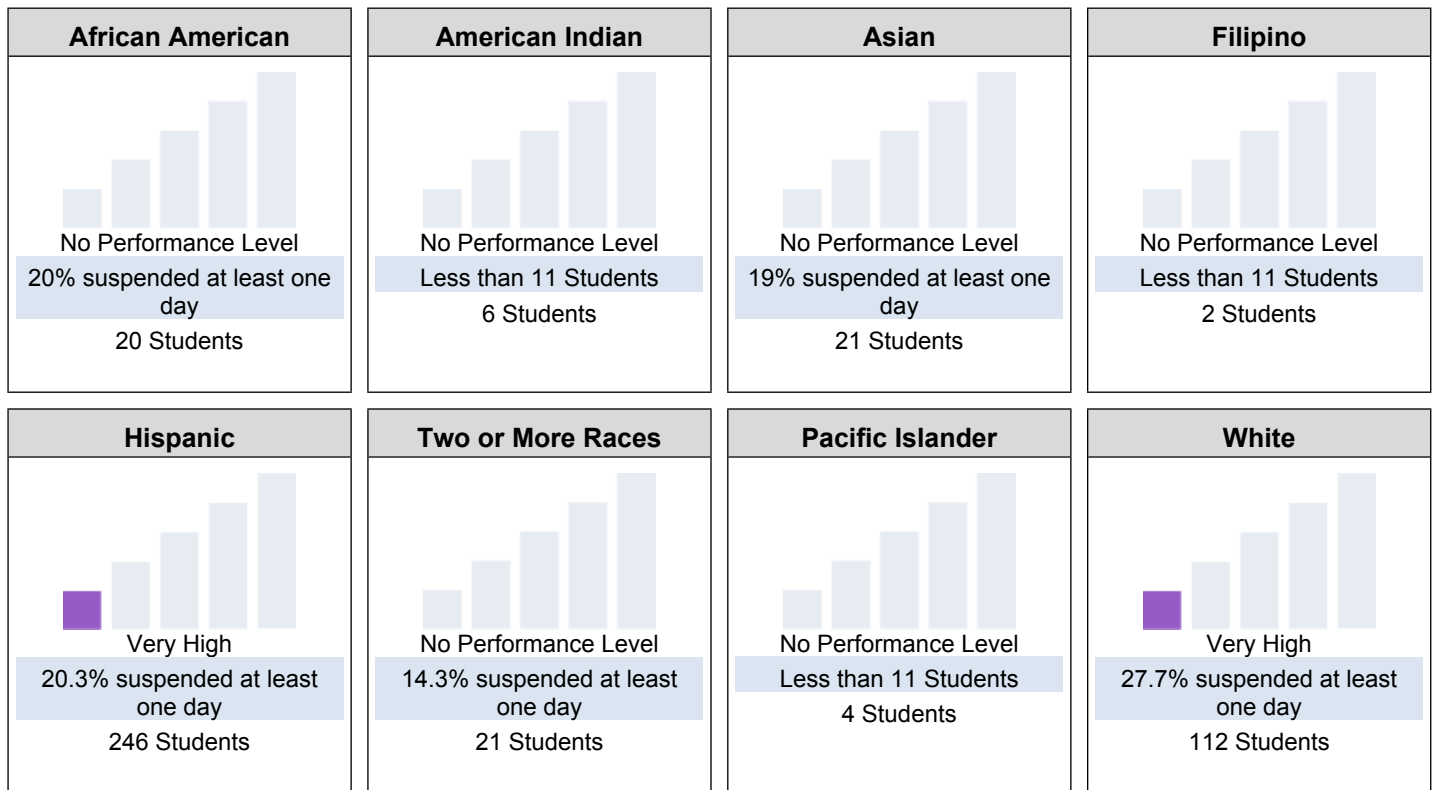 African American
No Performance Level
20% suspended at least one
day
20 Students
American Indian
No Performance Level
Less than 11 Students
6 Students
Asian
No Performance Level
19% suspended at least one
day
21 Students
Filipino
No Performance Level
Less than 11 Students
2 Students
Hispanic
Very High
20.3% suspended at least
one day
246 Students
Two or More Races
No Performance Level
14.3% suspended at least
one day
21 Students
Pacific Islander
No Performance Level
Less than 11 Students
4 Students
White
Very High
27.7% suspended at least
one day
112 Students